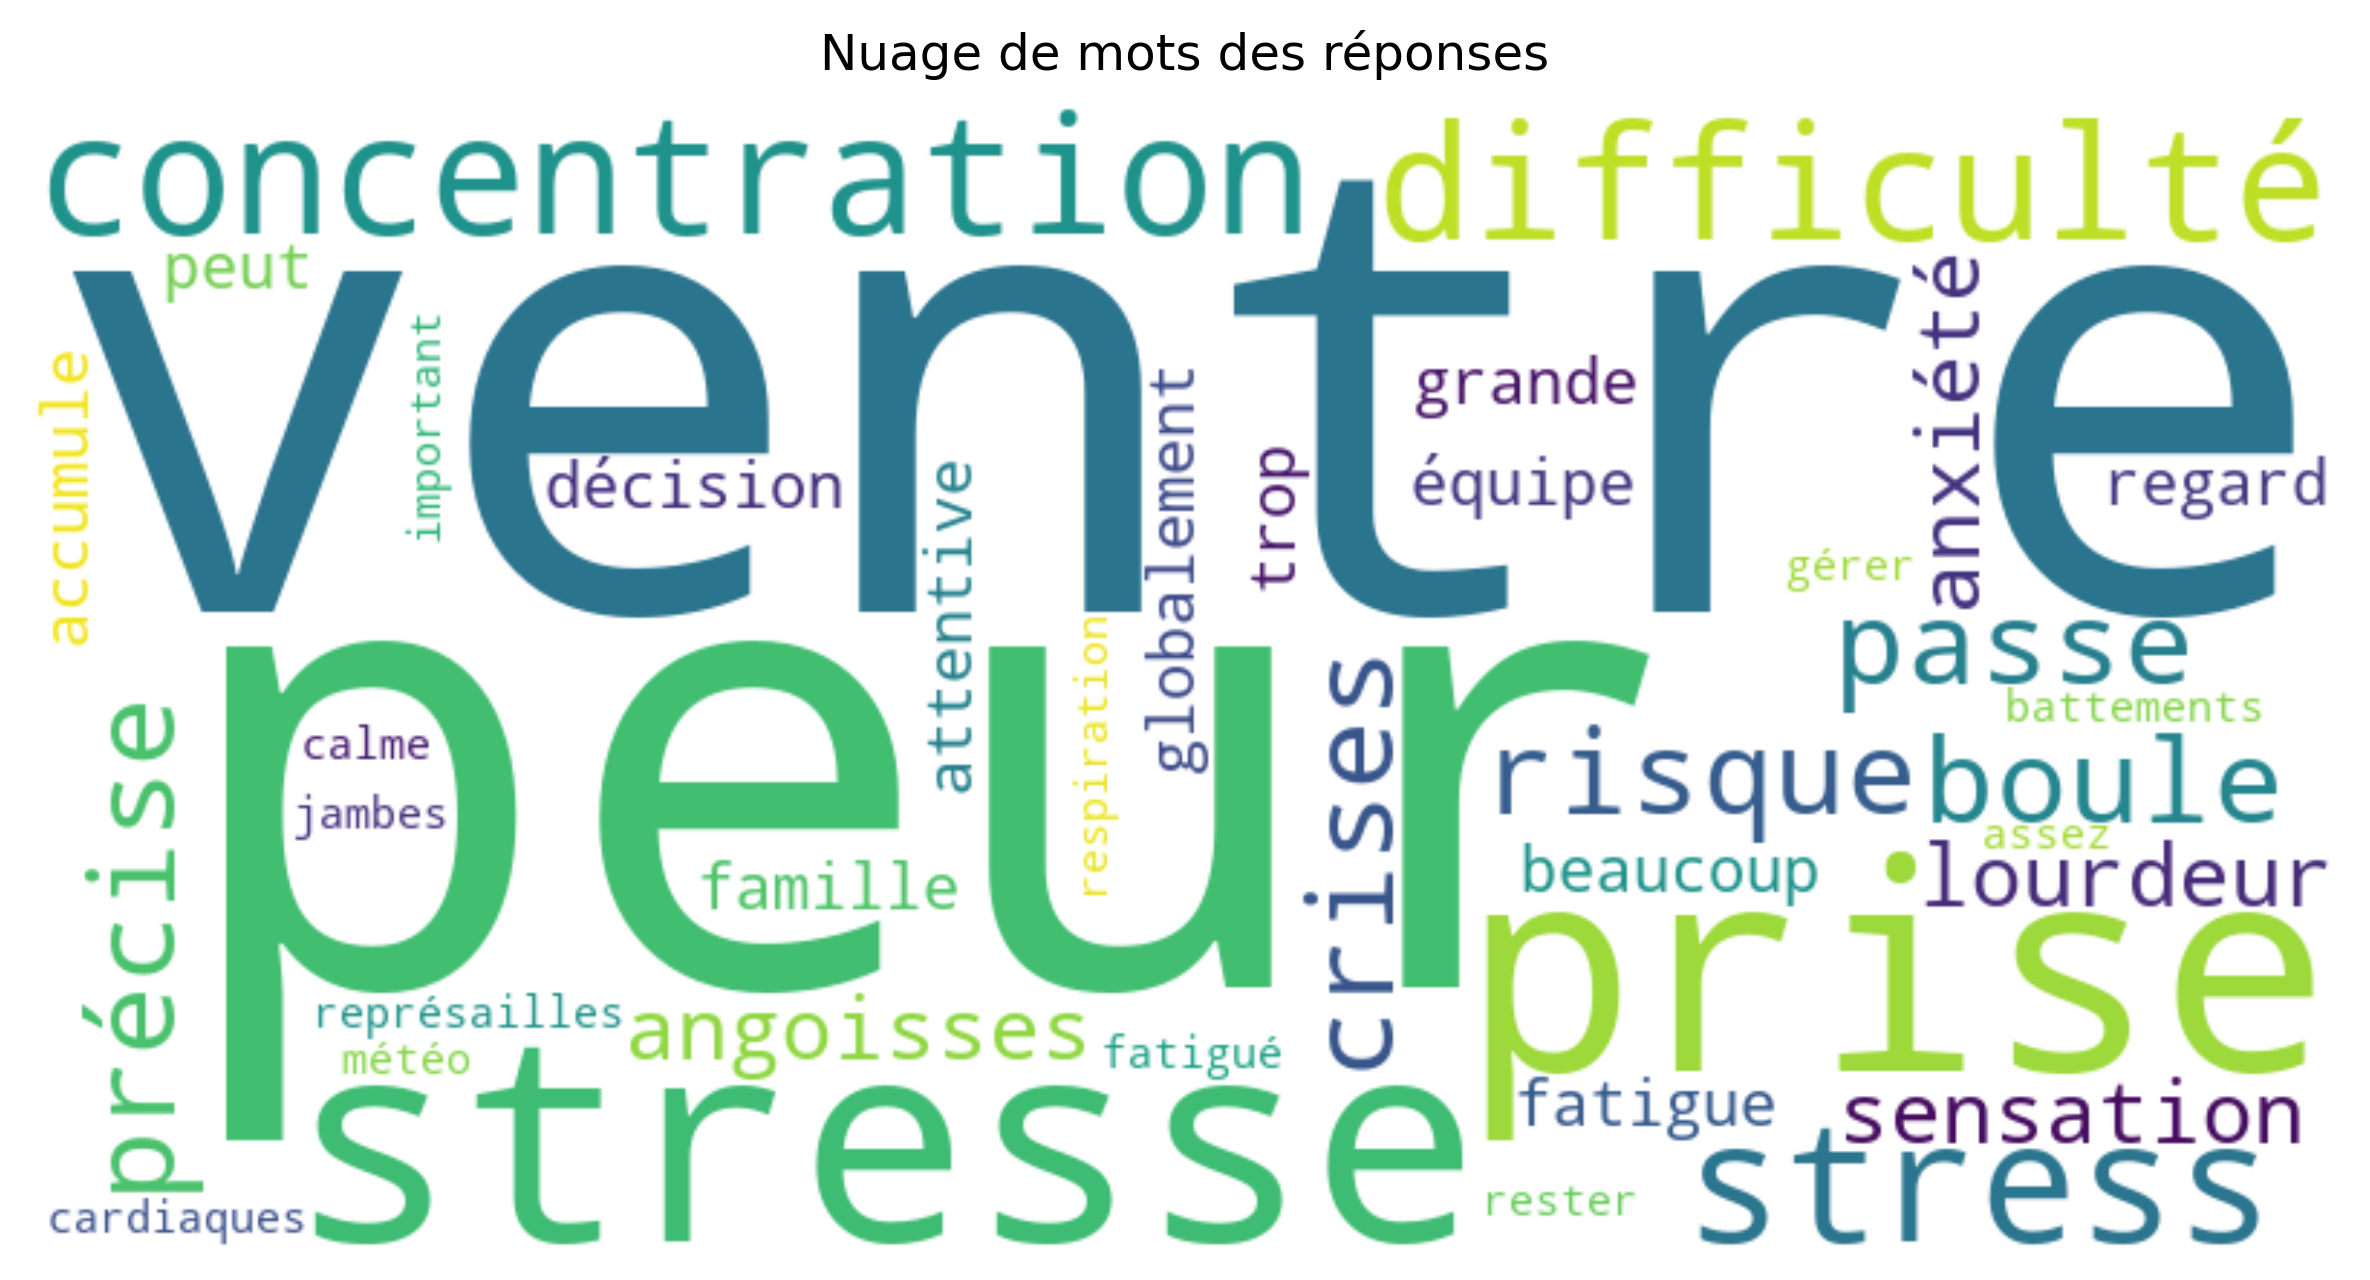 Nuage de mots des réponses
concentration
difficulté
peut
ventre
anxiété
important
accumule
grande
globalement
trop
décision
équipe
regard
attentive
gérer
peur
respiration
crises
passe
battements
précise
calme
jambes
risque
boule
assez
famille
beaucoup
lourdeur
prise
représailles
angoisses
météo
fatigué
stresse
fatigue
sensation
stress
rester
cardiaques